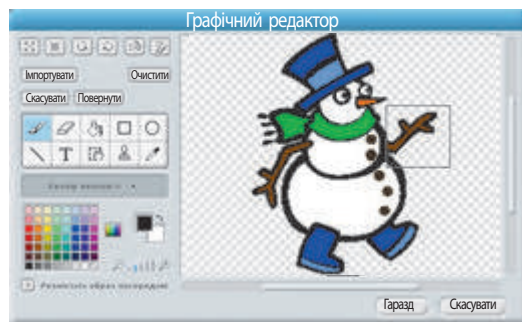 Графічний редактор
Імпортувати Очистити
Скасувати Повернути
T
Гаразд Скасувати